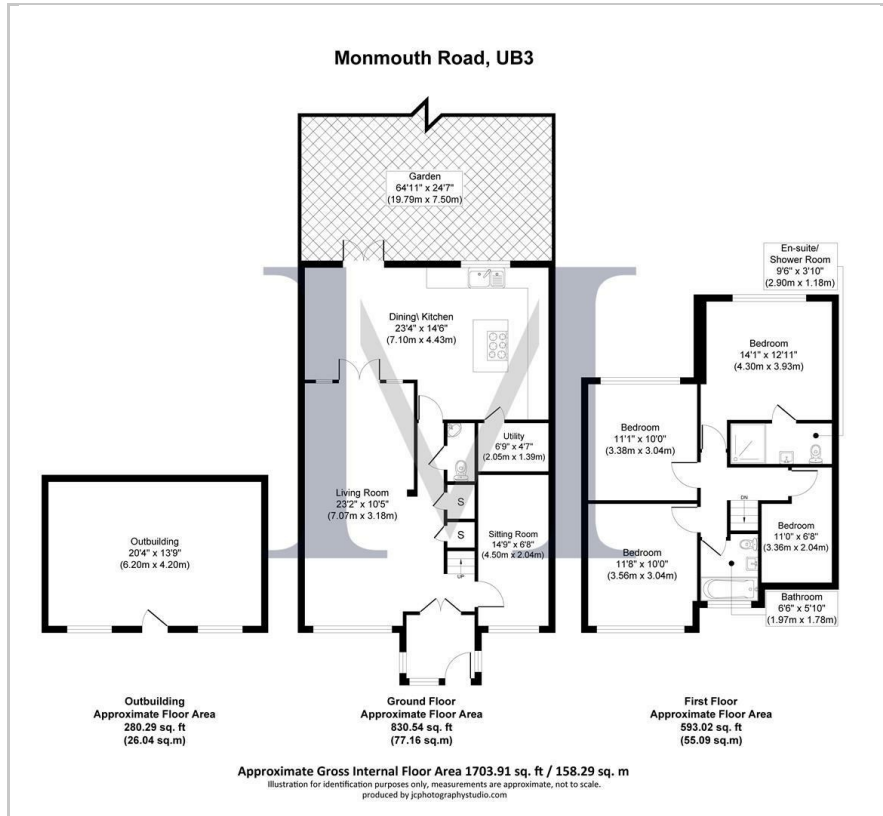 Monmouth Road, UB3
Garden
64'11" x 24'7"
(19.79m x 7.50m)
En-suite/
Shower Room
9'6" x 3'10"
(2.90m x 1.18m)
Dining\ Kitchen
23'4" x 14'6"
(7.10m x 4.43m)
Bedroom
14'1" x 12'11"
(4.30m x 3.93m)
Utility
6'9" x 4'7"
(2.05m x 1.39m)
Bedroom
11'1" x 10'0"
(3.38m x 3.04m)
Living Room
23'2" x 10'5"
(7.07m x 3.18m)
S
S
Sitting Room
14'9" x 6'8"
(4.50m x 2.04m)
UP
DN
Bedroom
11'0" x 6'8"
(3.36m x 2.04m)
Outbuilding
20'4" x 13'9"
(6.20m x 4.20m)
Bedroom
11'8" x 10'0"
(3.56m x 3.04m)
Bathroom
6'6" x 5'10"
(1.97m x 1.78m)
Outbuilding
Approximate Floor Area
280.29 sq. ft
(26.04 sq.m)
Ground Floor
Approximate Floor Area
830.54 sq. ft
(77.16 sq.m)
First Floor
Approximate Floor Area
593.02 sq. ft
(55.09 sq.m)
Approximate Gross Internal Floor Area 1703.91 sq. ft / 158.29 sq. m
Illustration for identification purposes only, measurements are approximate, not to scale.
produced by jcphotographystudio.com
M